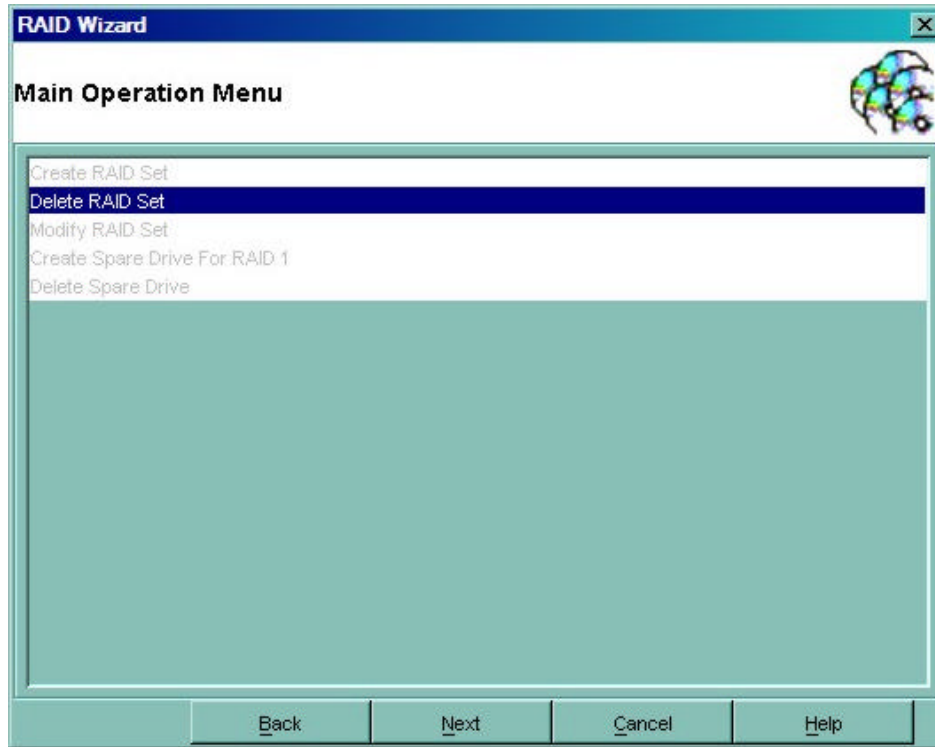 RAID Wizard
Main Operation Menu
Create RAID Set
Delete RAID Set
Modify RAID Set
Create Spare Drive For RAID 1
Delete Spare Drive
Back Next Cancel Help